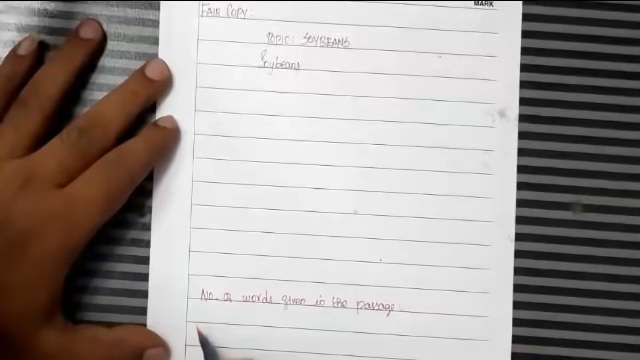 MARK
FAIR COPY:-
TOPIC: SOYBEANS
Soybeans
No. of words given in the passage: